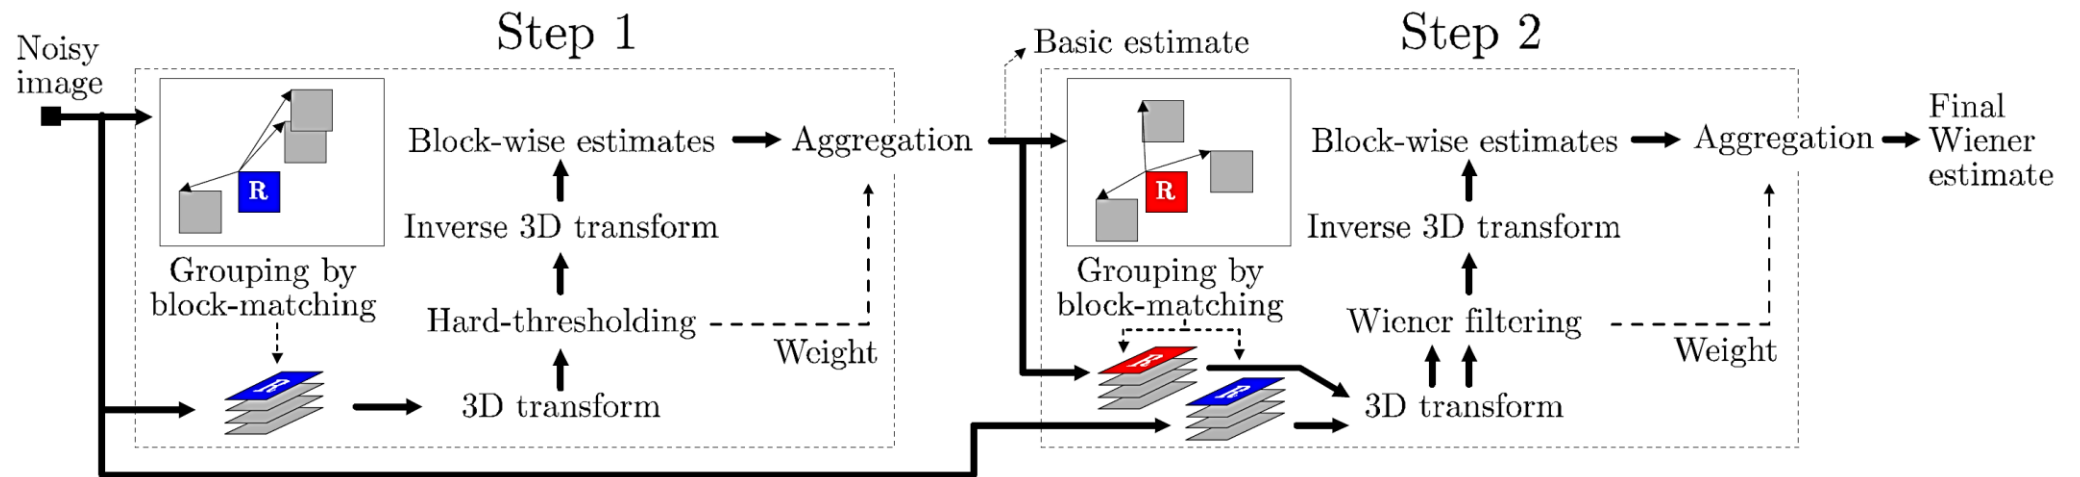 Step 1
Step 2
Noisy
image
Basic estimate
R
Block-wise estimates
Aggregation
R
Block-wise estimates
Aggregation
Final
Wiener
estimate
Inverse 3D transform
Inverse 3D transform
Grouping by
block-matching
Grouping by
block-matching
Hard-thresholding
Weight
Wiener filtering
Weight
R
3D transform
R
R
3D transform